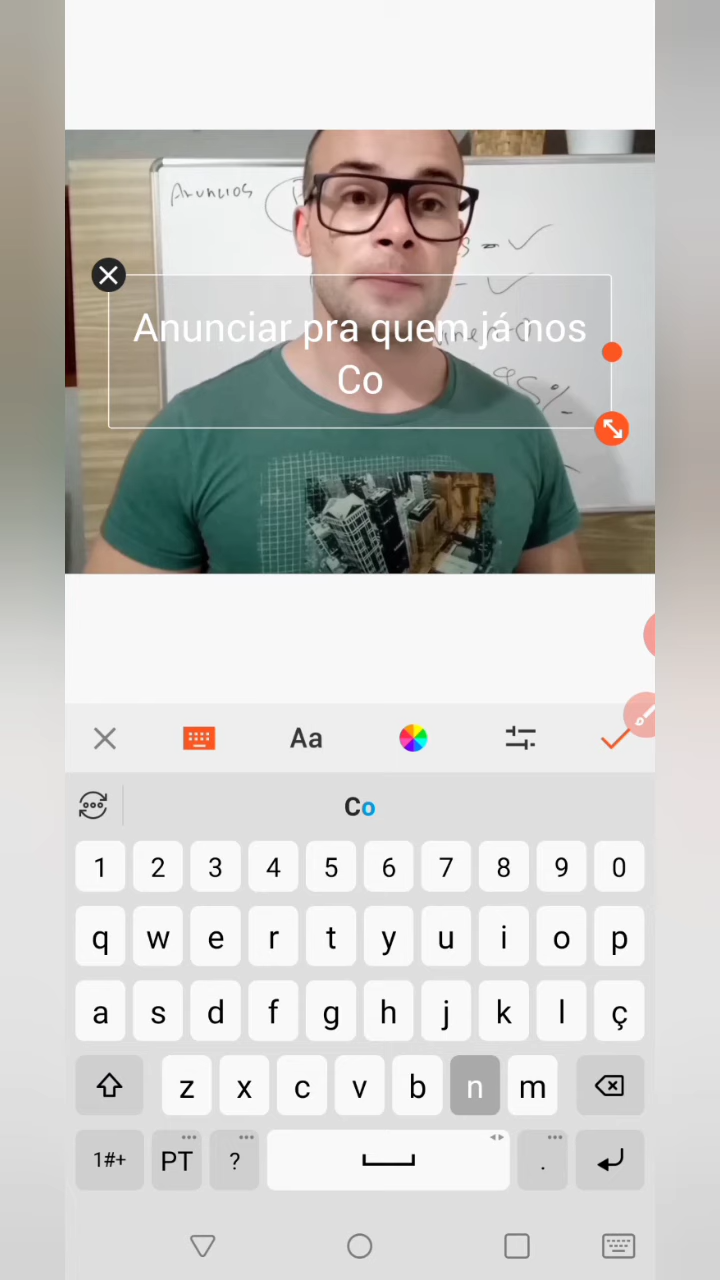 Anuncios
Anunciar pra quem já nos
Co
95%
Aa
Co
1 2 3 4 5 6 7 8 9 0
q w e r t y u i o p
a s d f g h j k l ç
z x c v b n m
1#+ PT ? .